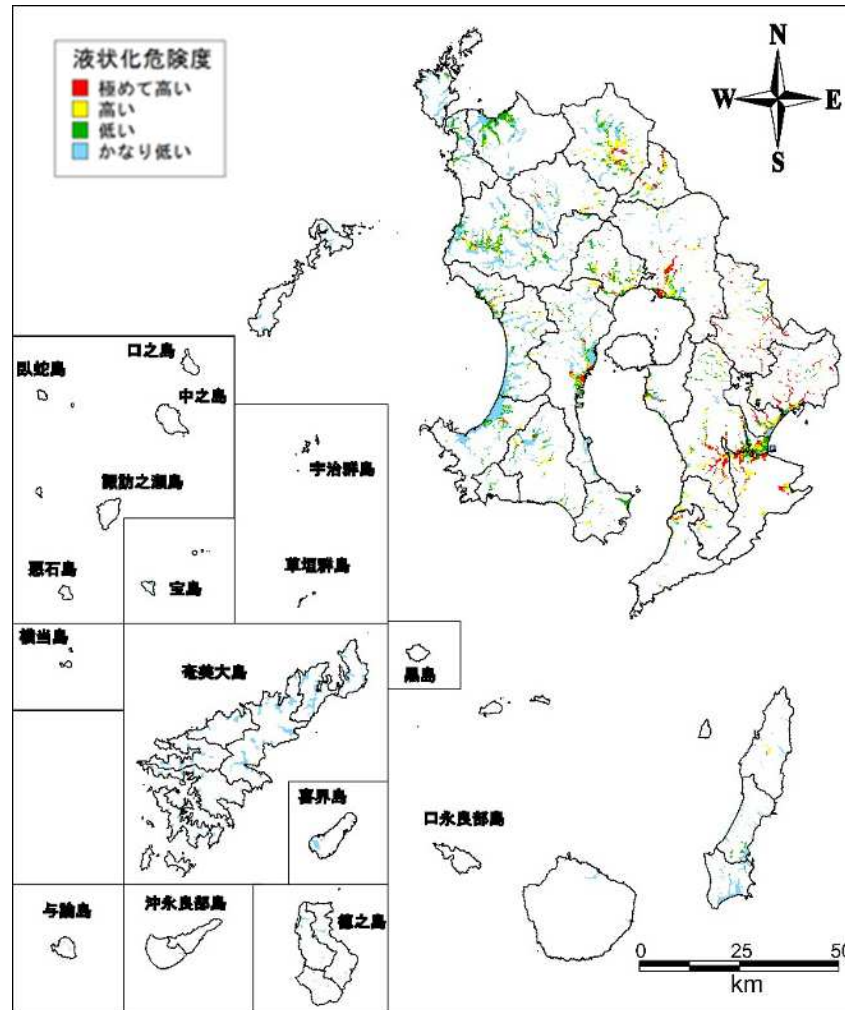 液状化危険度
極めて高い
高い
低い
かなり低い
N
W
E
S
口之島
臥蛇島
中之島
諏訪之瀬島
悪石島
宝島
宇治群島
草垣群島
横当島
奄美大島
黒島
喜界島
口永良部島
与論島
沖永良部島
徳之島
0 25 50
km